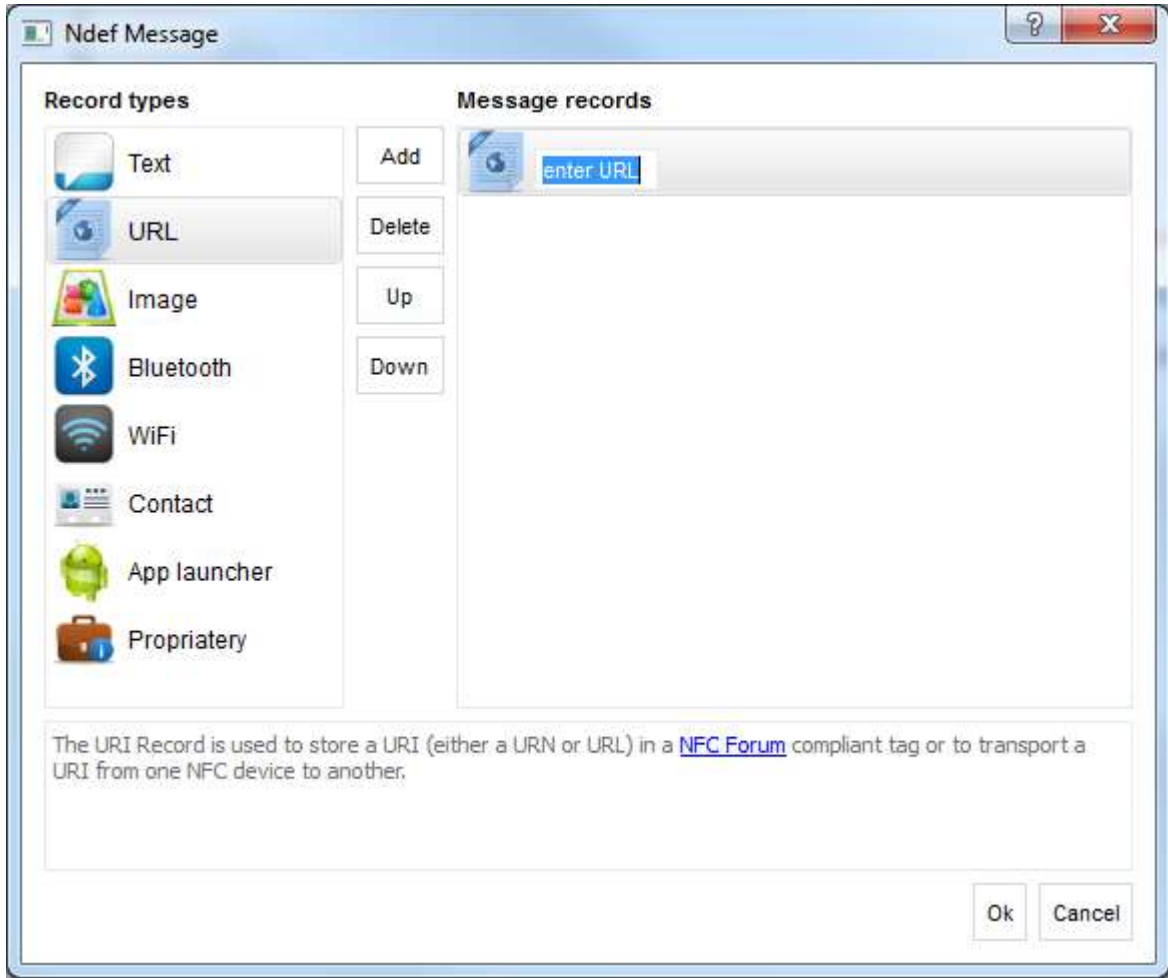 Ndef Message
Record types
Message records
Text
URL
Image
Bluetooth
WiFi
Contact
App launcher
Propriatery
Add
Delete
Up
Down
enter URL
The URI Record is used to store a URI (either a URN or URL) in a NFC Forum compliant tag or to transport a
URI from one NFC device to another.
Ok
Cancel